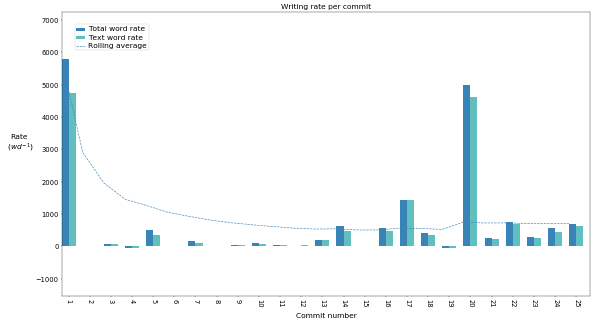 Writing rate per commit
Total word rate
Text word rate
Rolling average
7000
6000
5000
4000
3000
2000
1000
0
−1000
Rate
(wd⁻¹)
1 2 3 4 5 6 7 8 9 10 11 12 13 14 15 16 17 18 19 20 21 22 23 24 25
Commit number